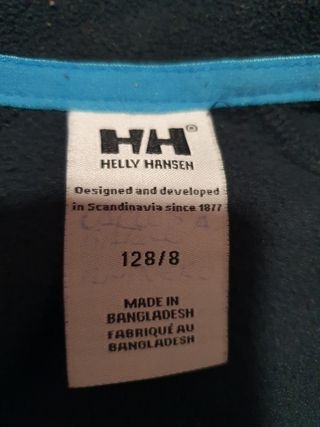 HH®
HELLY HANSEN
Designed and developed
in Scandinavia since 1877
128/8
MADE IN
BANGLADESH
FABRIQUÉ AU
BANGLADESH